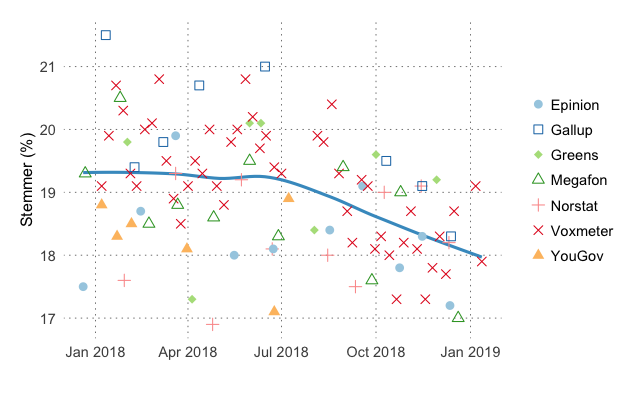 Stemmer (%)
21
20
19
18
17
Jan 2018
Apr 2018
Jul 2018
Oct 2018
Jan 2019
Epinion
Gallup
Greens
Megafon
Norstat
Voxmeter
YouGov